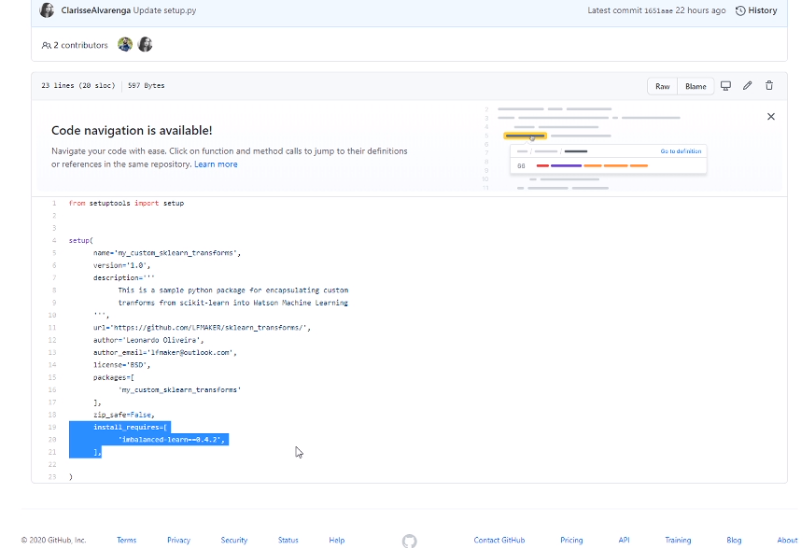 ClarisseAlvarenga Update setup.py
Latest commit 1651aae 22 hours ago History
2 contributors
23 lines (20 sloc) 597 Bytes
Raw Blame
Code navigation is available!
Navigate your code with ease. Click on function and method calls to jump to their definitions
or references in the same repository. Learn more
Go to definition
1 from setuptools import setup
2
3
4 setup(
5 name='my_custom_sklearn_transforms',
6 version='1.0',
7 description='''
8 This is a sample python package for encapsulating custom
9 tranforms from scikit-learn into Watson Machine Learning
10 ''',
11 url='https://github.com/LFMAKER/sklearn_transforms/',
12 author='Leonardo Oliveira',
13 author_email='lfmaker@outlook.com',
14 license='BSD',
15 packages=[
16 'my_custom_sklearn_transforms'
17 ],
18 zip_safe=False,
19 install_requires=[
20 'imbalanced-learn==0.4.2',
21 ],
22
23 )
© 2020 GitHub, Inc. Terms Privacy Security Status Help Contact GitHub Pricing API Training Blog About